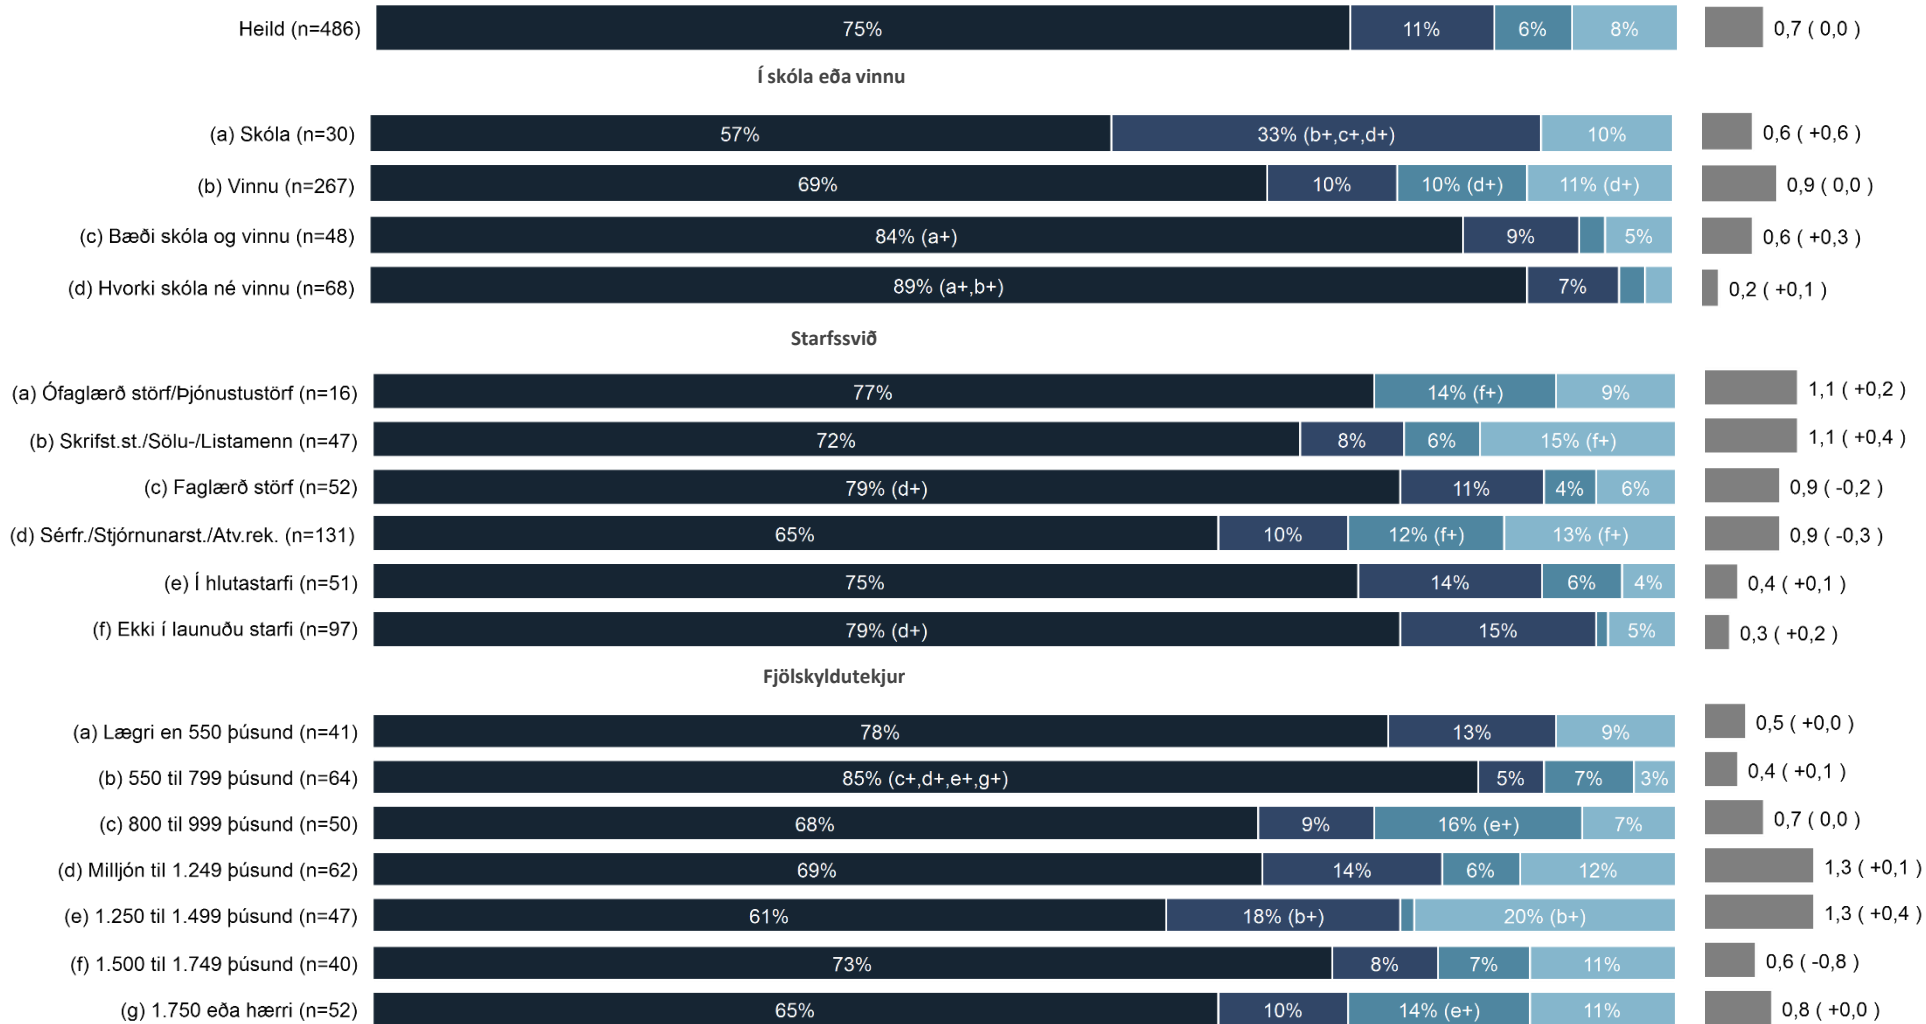 Heild (n=486) 75% 11% 6% 8% 0,7 ( 0,0 )
Í skóla eða vinnu
(a) Skóla (n=30) 57% 33% (b+,c+,d+) 10% 0,6 ( +0,6 )
(b) Vinnu (n=267) 69% 10% 10% (d+) 11% (d+) 0,9 ( 0,0 )
(c) Bæði skóla og vinnu (n=48) 84% (a+) 9% 5% 0,6 ( +0,3 )
(d) Hvorki skóla né vinnu (n=68) 89% (a+,b+) 7% 0,2 ( +0,1 )
Starfssvið
(a) Ófaglærð störf/Þjónustustörf (n=16) 77% 14% (f+) 9% 1,1 ( +0,2 )
(b) Skrifst.st./Sölu-/Listamenn (n=47) 72% 8% 6% 15% (f+) 1,1 ( +0,4 )
(c) Faglærð störf (n=52) 79% (d+) 11% 4% 6% 0,9 ( -0,2 )
(d) Sérfr./Stjórnunarst./Atv.rek. (n=131) 65% 10% 12% (f+) 13% (f+) 0,9 ( -0,3 )
(e) Í hlutastarfi (n=51) 75% 14% 6% 4% 0,4 ( +0,1 )
(f) Ekki í launuðu starfi (n=97) 79% (d+) 15% 5% 0,3 ( +0,2 )
Fjölskyldutekjur
(a) Lægri en 550 þúsund (n=41) 78% 13% 9% 0,5 ( +0,0 )
(b) 550 til 799 þúsund (n=64) 85% (c+,d+,e+,g+) 5% 7% 3% 0,4 ( +0,1 )
(c) 800 til 999 þúsund (n=50) 68% 9% 16% (e+) 7% 0,7 ( 0,0 )
(d) Milljón til 1.249 þúsund (n=62) 69% 14% 6% 12% 1,3 ( +0,1 )
(e) 1.250 til 1.499 þúsund (n=47) 61% 18% (b+) 20% (b+) 1,3 ( +0,4 )
(f) 1.500 til 1.749 þúsund (n=40) 73% 8% 7% 11% 0,6 ( -0,8 )
(g) 1.750 eða hærri (n=52) 65% 10% 14% (e+) 11% 0,8 ( +0,0 )